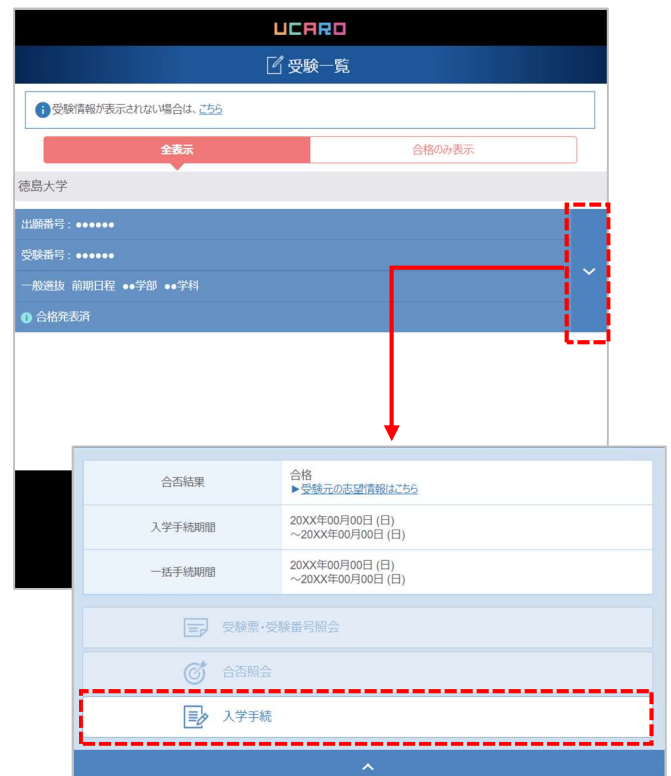 UCARO
受験一覧
受験情報が表示されない場合は、こちら
全表示
合格のみ表示
徳島大学
出願番号：●●●●●●
受験番号：●●●●●●
一般選抜 前期日程 ●●学部 ●●学科
合格発表済
合否結果
合格
▶受験元の志望情報はこちら
入学手続期間
20XX年00月00日 (日)
～20XX年00月00日 (日)
一括手続期間
20XX年00月00日 (日)
～20XX年00月00日 (日)
受験票・受験番号照会
合否照会
入学手続